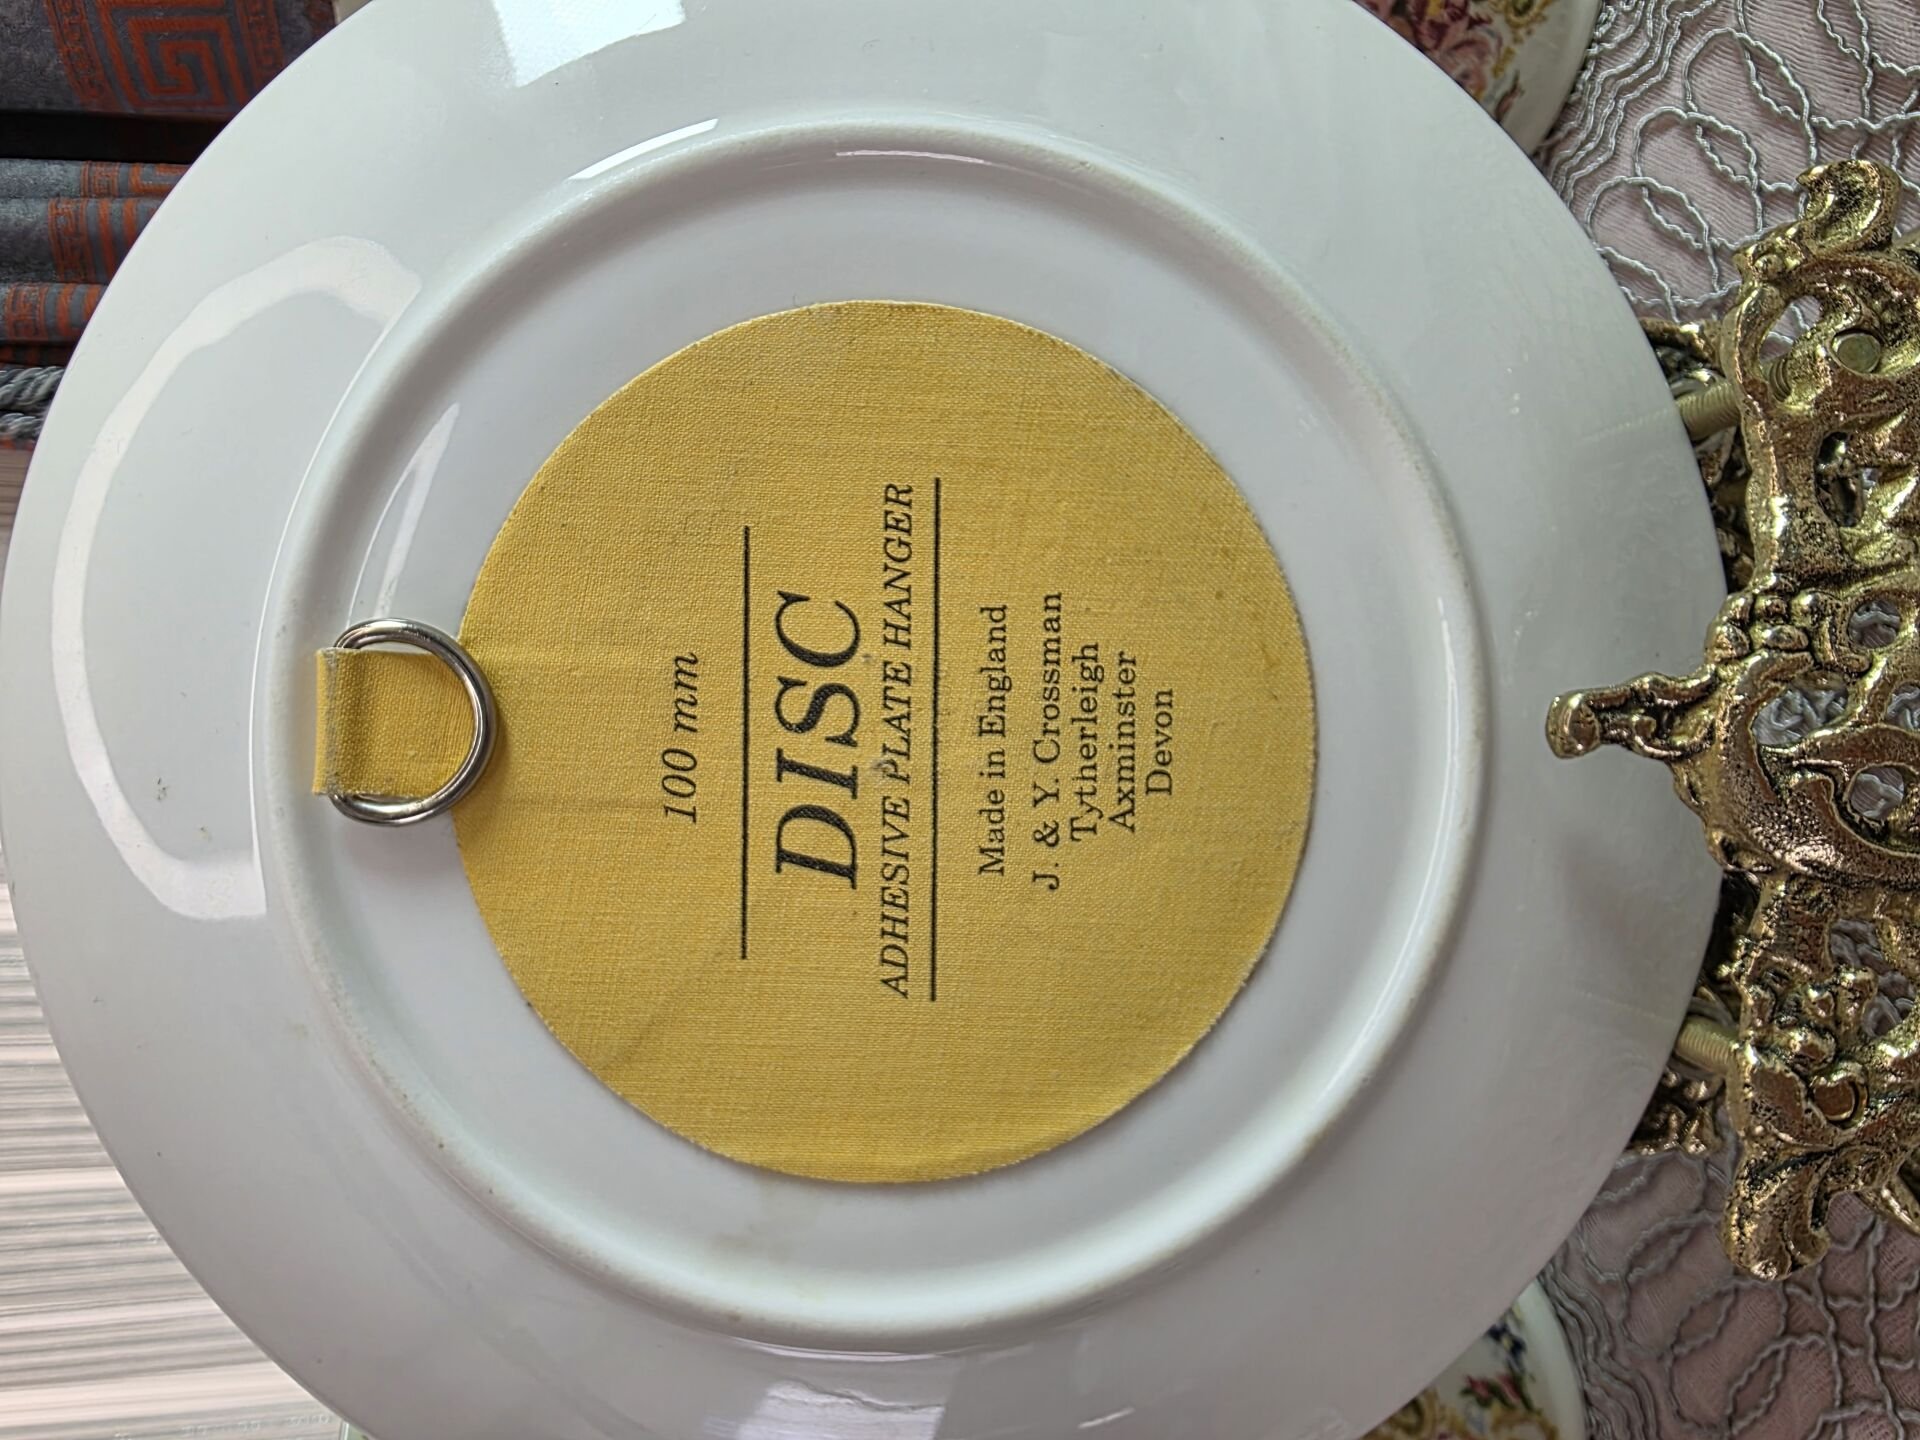 100 mm
DISC
ADHESIVE PLATE HANGER
Made in England
J. & Y. Crossman
Tytherleigh
Axminster
Devon